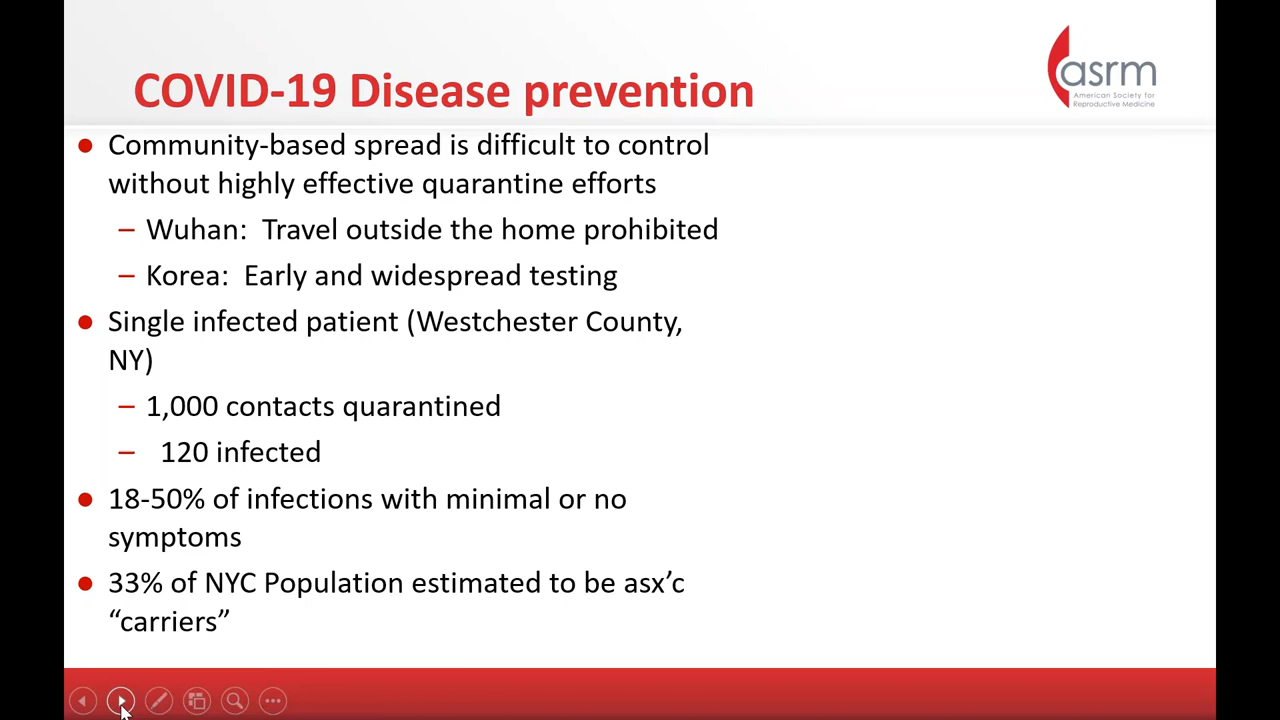 COVID-19 Disease prevention
asrm
American Society for
Reproductive Medicine
● Community-based spread is difficult to control
without highly effective quarantine efforts
– Wuhan:  Travel outside the home prohibited
– Korea:  Early and widespread testing
● Single infected patient (Westchester County,
NY)
– 1,000 contacts quarantined
–   120 infected
● 18-50% of infections with minimal or no
symptoms
● 33% of NYC Population estimated to be asx’c
“carriers”